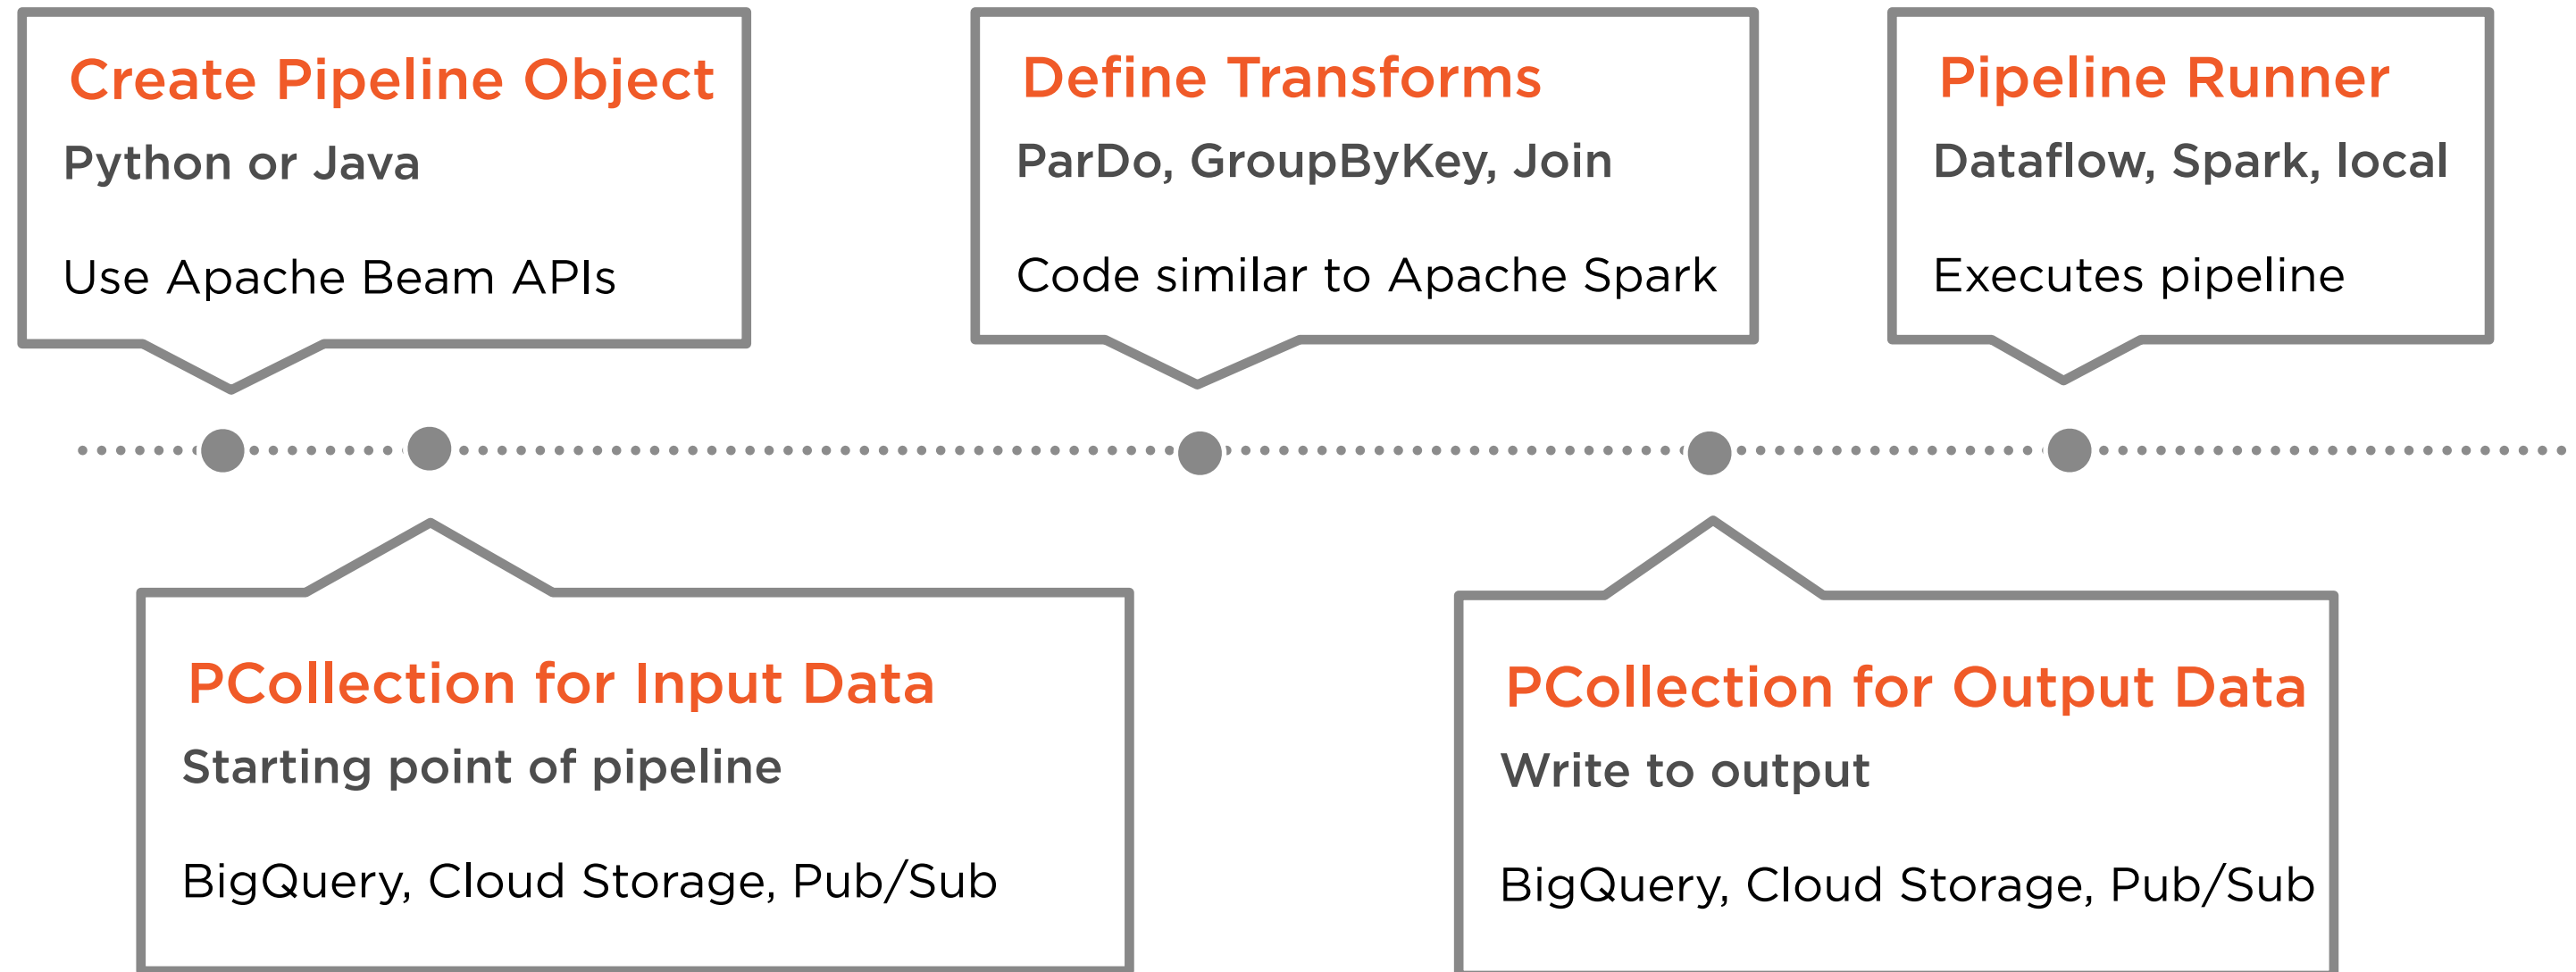 Create Pipeline Object
Python or Java
Use Apache Beam APIs
Define Transforms
ParDo, GroupByKey, Join
Code similar to Apache Spark
Pipeline Runner
Dataflow, Spark, local
Executes pipeline
PCollection for Input Data
Starting point of pipeline
BigQuery, Cloud Storage, Pub/Sub
PCollection for Output Data
Write to output
BigQuery, Cloud Storage, Pub/Sub